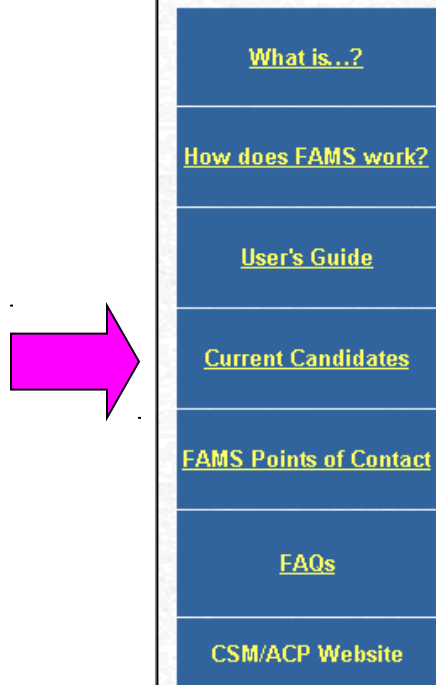 What is...?
How does FAMS work?
User's Guide
Current Candidates
FAMS Points of Contact
FAQs
CSM/ACP Website